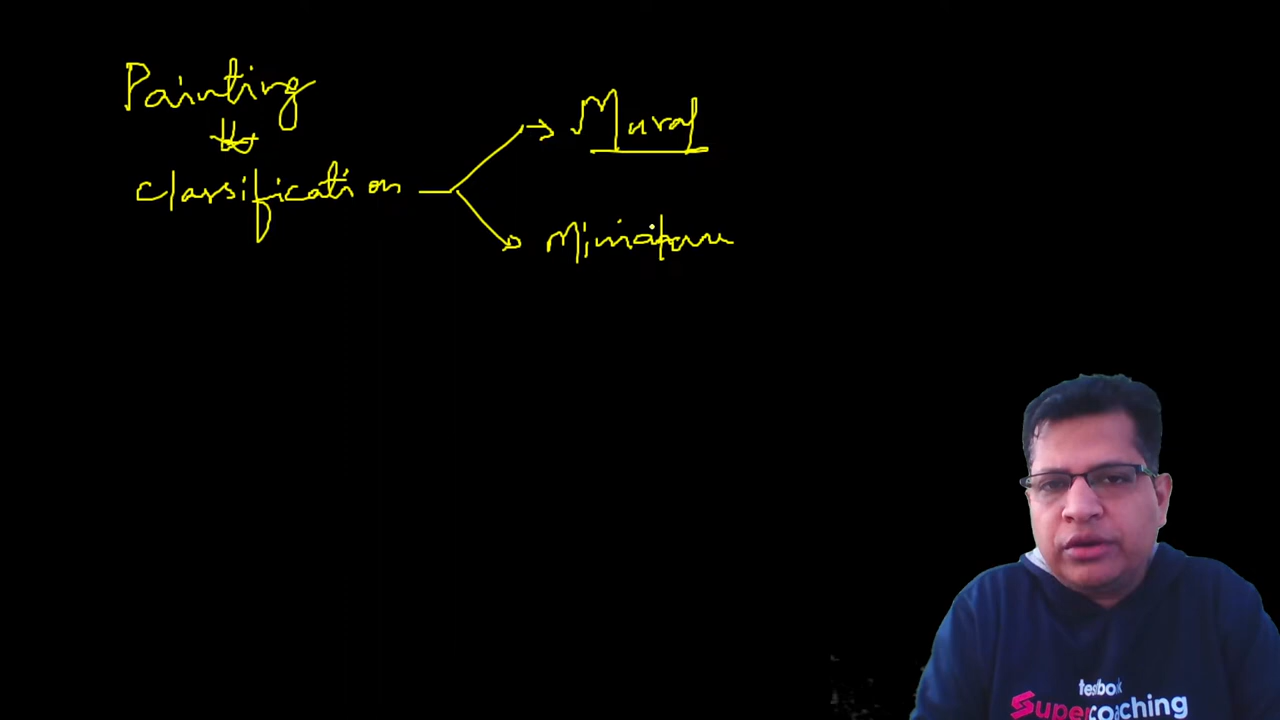 Painting
classification
Mural
Miniature
testbook
Supercoaching